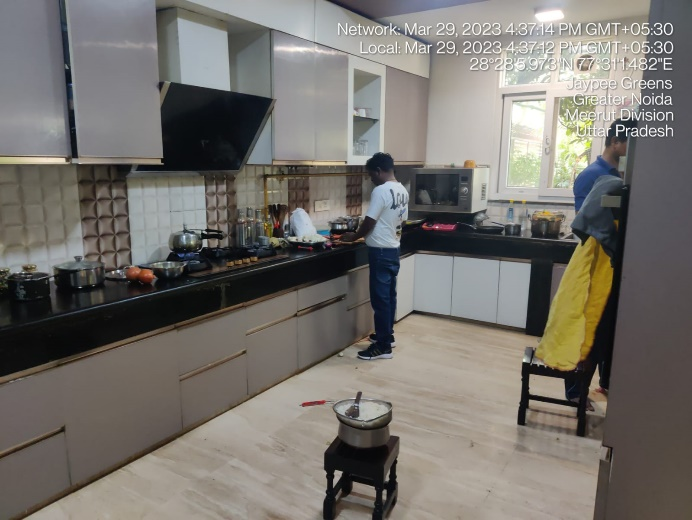 Network: Mar 29, 2023 4:37:14 PM GMT+05:30
Local: Mar 29, 2023 4:37:12 PM GMT+05:30
28°28'5.973"N 77°31'1.482"E
Jaypee Greens
Greater Noida
Meerut Division
Uttar Pradesh